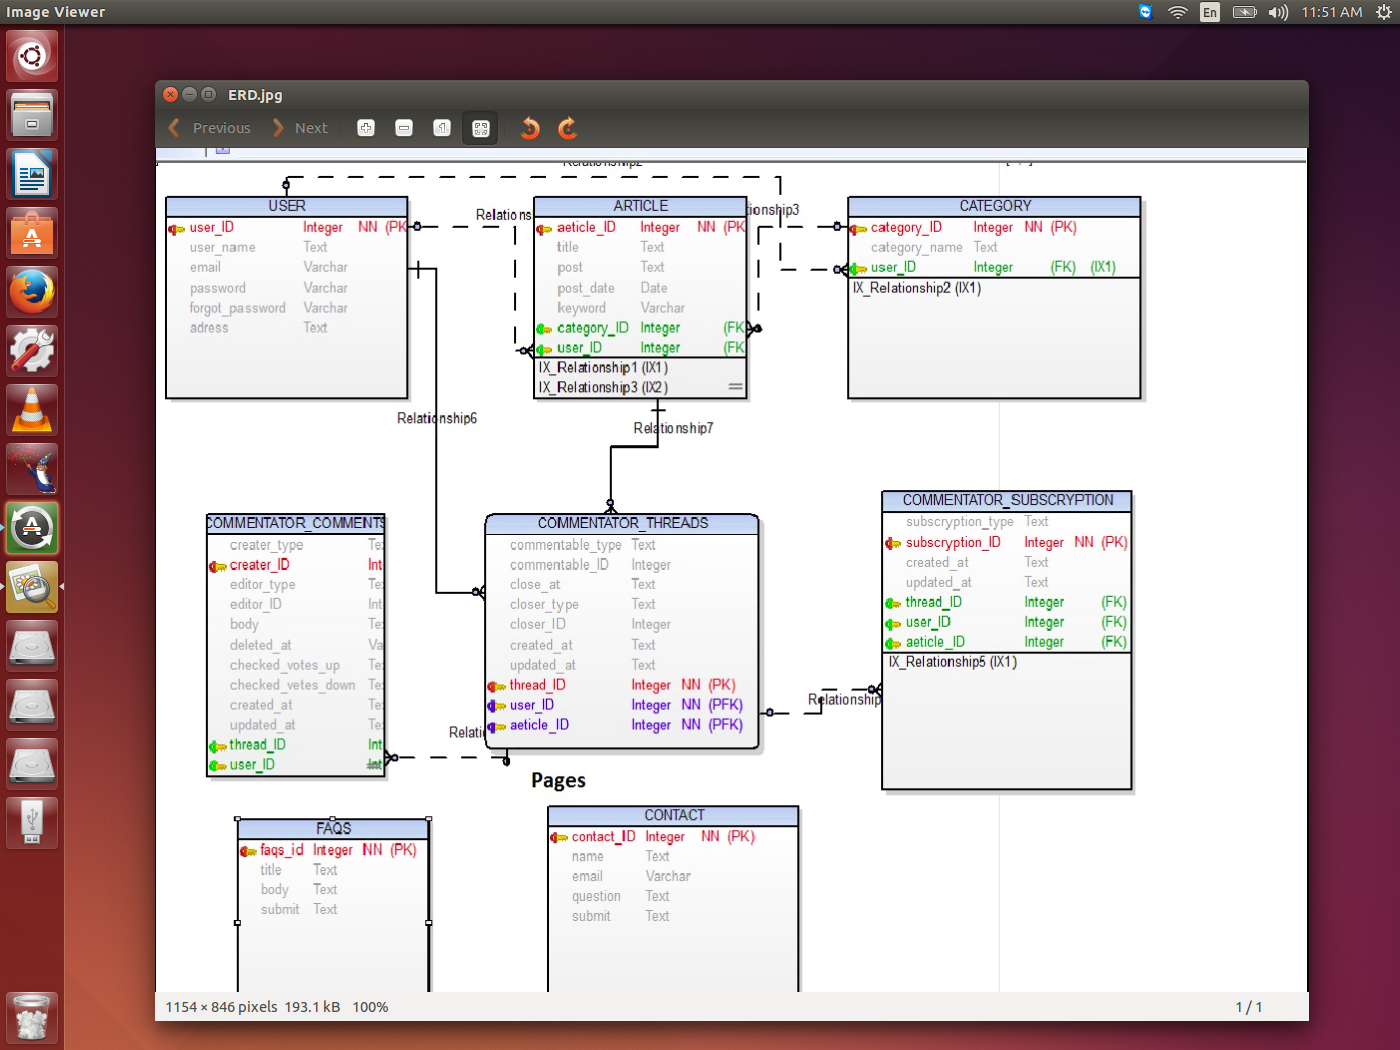 Image Viewer
En
11:51 AM
ERD.jpg
Previous
Next
Relationship2
USER
user_ID Integer NN (PK
user_name Text
email Varchar
password Varchar
forgot_password Varchar
adress Text
Relations
ARTICLE
aeticle_ID Integer NN (PK
title Text
post Text
post_date Date
keyword Varchar
category_ID Integer (FK
user_ID Integer (FK
IX_Relationship1 (IX1)
IX_Relationship3 (IX2)
ionship3
CATEGORY
category_ID Integer NN (PK)
category_name Text
user_ID Integer (FK) (IX1)
IX_Relationship2 (IX1)
Relationship6
Relationship7
COMMENTATOR_COMMENTS
creater_type Te
creater_ID Int
editor_type Te
editor_ID Int
body Te
deleted_at Va
checked_votes_up Te
checked_vetes_down Te
created_at Te
updated_at Te
thread_ID Int
user_ID Int
COMMENTATOR_THREADS
commentable_type Text
commentable_ID Integer
close_at Text
closer_type Text
closer_ID Integer
created_at Text
updated_at Text
thread_ID Integer NN (PK)
user_ID Integer NN (PFK)
aeticle_ID Integer NN (PFK)
COMMENTATOR_SUBSCRYPTION
subscryption_type Text
subscryption_ID Integer NN (PK)
created_at Text
updated_at Text
thread_ID Integer (FK)
user_ID Integer (FK)
aeticle_ID Integer (FK)
IX_Relationship5 (IX1)
Relationship
Relati
Pages
FAQS
faqs_id Integer NN (PK)
title Text
body Text
submit Text
CONTACT
contact_ID Integer NN (PK)
name Text
email Varchar
question Text
submit Text
1154 × 846 pixels 193.1 kB 100%
1 / 1